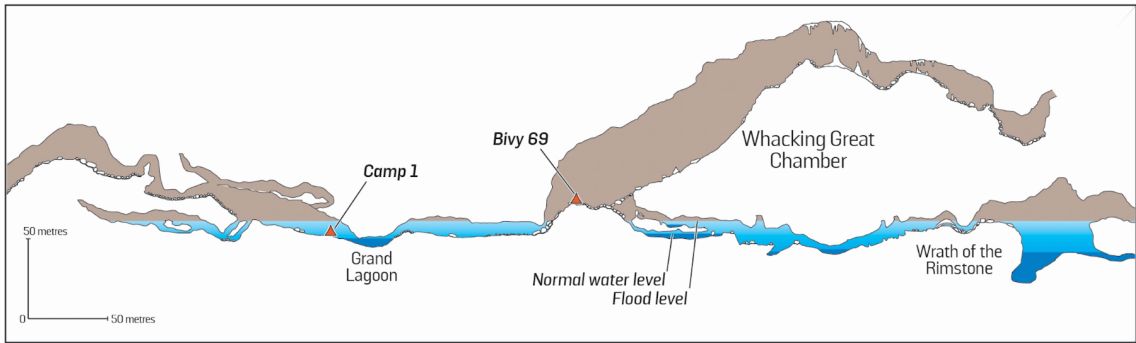 Bivy 69
Whacking Great
Chamber
Camp 1
50 metres
Grand
Lagoon
Normal water level
Flood level
Wrath of the
Rimstone
0
50 metres